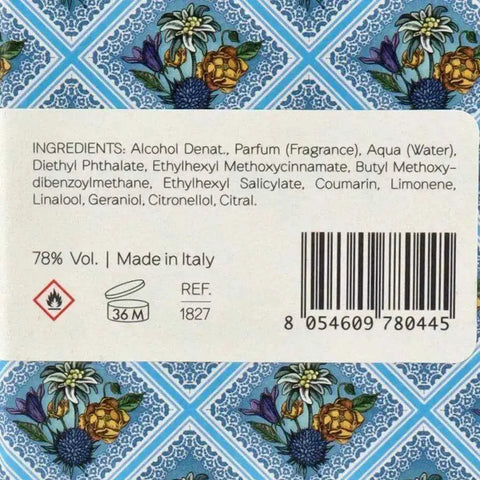 INGREDIENTS: Alcohol Denat., Parfum (Fragrance), Aqua (Water),
Diethyl Phthalate, Ethylhexyl Methoxycinnamate, Butyl Methoxy-
dibenzoylmethane, Ethylhexyl Salicylate, Coumarin, Limonene,
Linalool, Geraniol, Citronellol, Citral.
78% Vol. | Made in Italy
36 M
REF.
1827
8 054609 780445